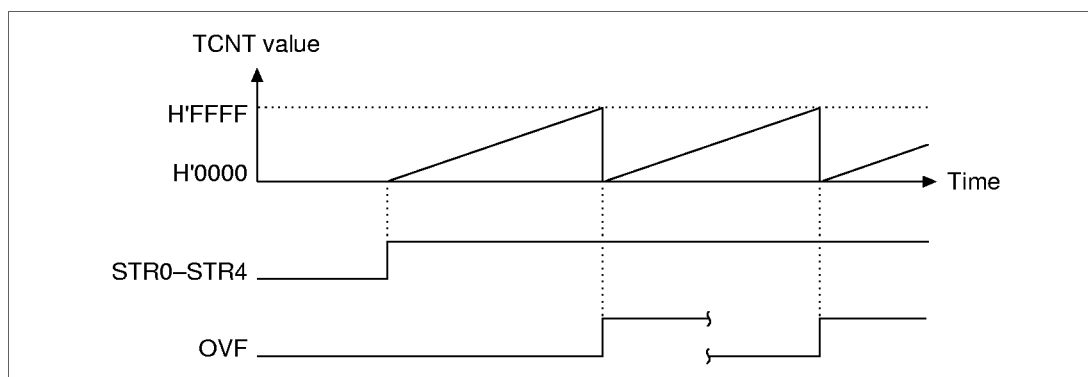 TCNT value
H'FFFF
H'0000
Time
STR0–STR4
OVF